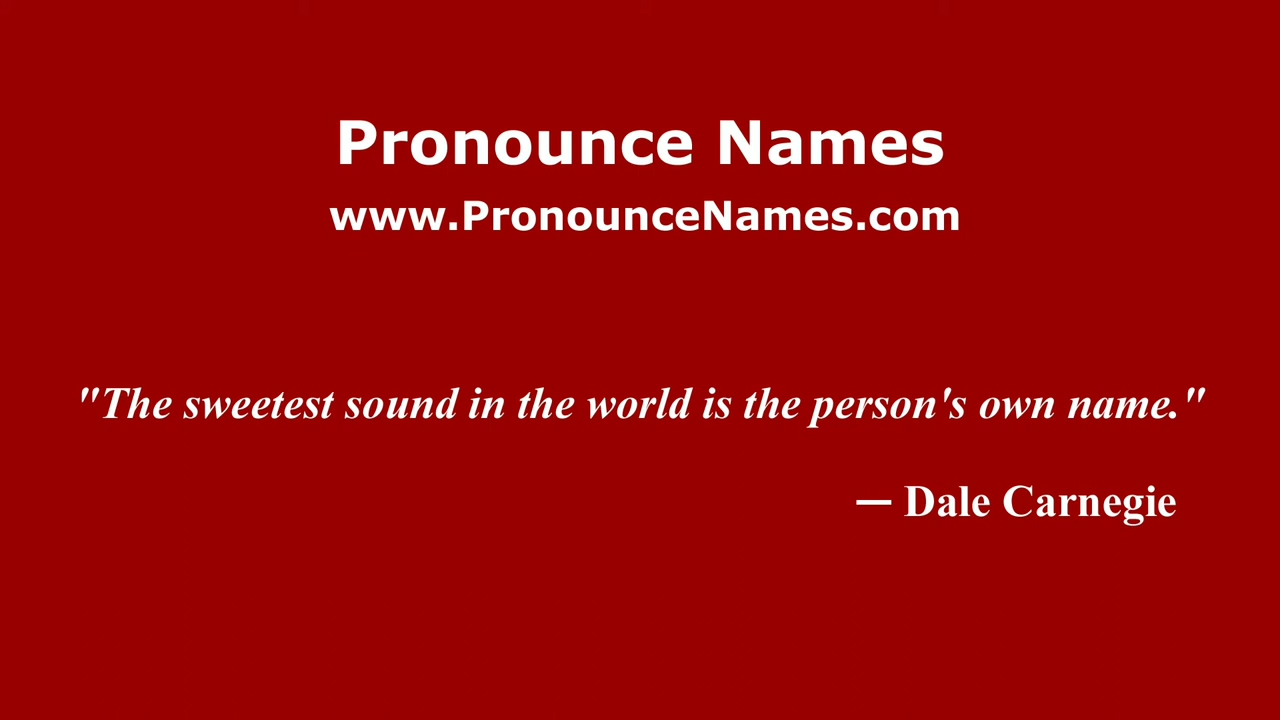 Pronounce Names
www.PronounceNames.com
"The sweetest sound in the world is the person's own name."
— Dale Carnegie